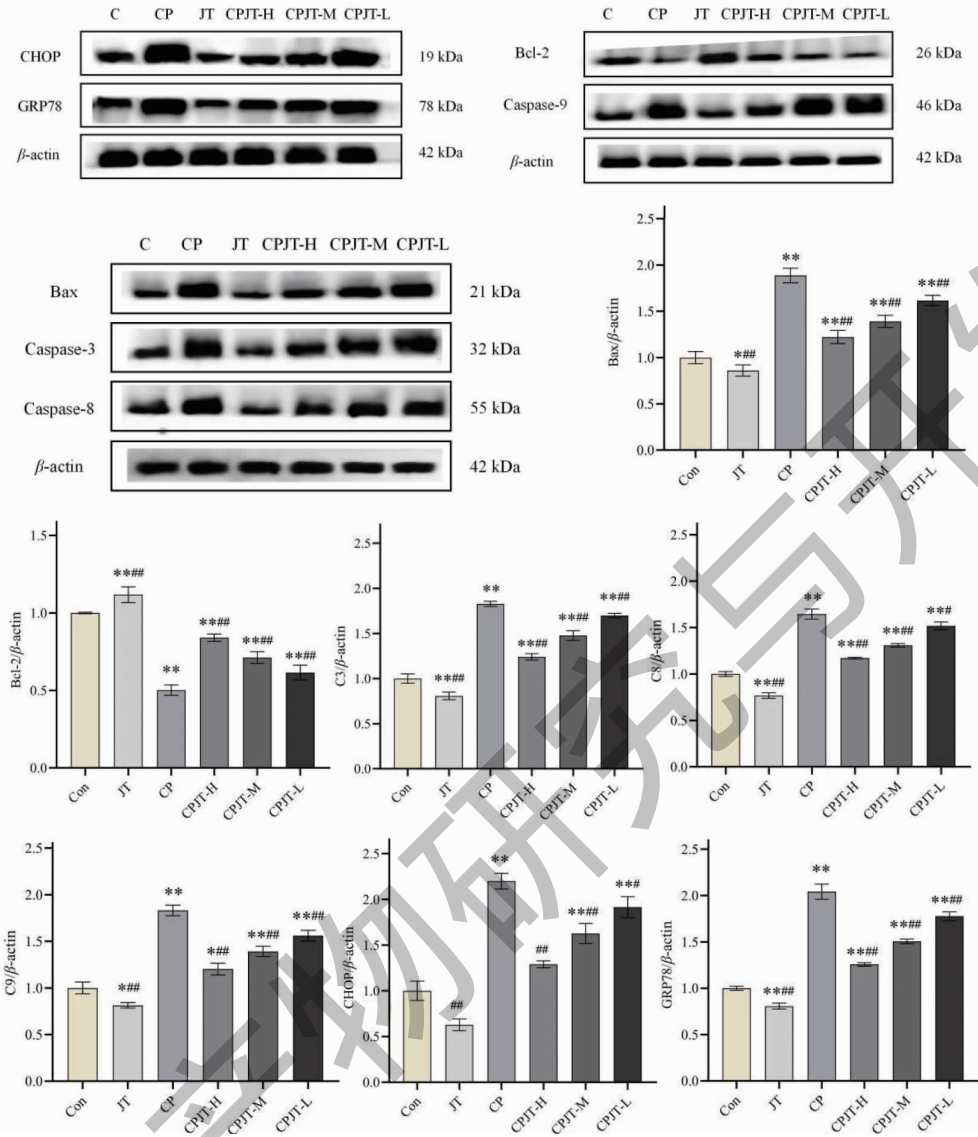 C CP JT CPJT-H CPJT-M CPJT-L
CHOP 19 kDa
GRP78 78 kDa
β-actin 42 kDa
C CP JT CPJT-H CPJT-M CPJT-L
Bcl-2 26 kDa
Caspase-9 46 kDa
β-actin 42 kDa
C CP JT CPJT-H CPJT-M CPJT-L
Bax 21 kDa
Caspase-3 32 kDa
Caspase-8 55 kDa
β-actin 42 kDa
Bax/β-actin
2.5
2.0
1.5
1.0
0.5
0.0
*## ** **## **## **##
Con JT CP CPJT-H CPJT-M CPJT-L
Bcl-2/β-actin
1.5
1.0
0.5
0.0
**## ** **## **## **##
Con JT CP CPJT-H CPJT-M CPJT-L
C3/β-actin
2.5
2.0
1.5
1.0
0.5
0.0
**## ** **## **## **##
Con JT CP CPJT-H CPJT-M CPJT-L
C8/β-actin
2.5
2.0
1.5
1.0
0.5
0.0
**## ** **## **## **#
Con JT CP CPJT-H CPJT-M CPJT-L
C9/β-actin
2.5
2.0
1.5
1.0
0.5
0.0
*## ** *## **## **##
Con JT CP CPJT-H CPJT-M CPJT-L
CHOP/β-actin
2.5
2.0
1.5
1.0
0.5
0.0
## ** ## **## **#
Con JT CP CPJT-H CPJT-M CPJT-L
GRP78/β-actin
2.5
2.0
1.5
1.0
0.5
0.0
**## ** **## **## **##
Con JT CP CPJT-H CPJT-M CPJT-L
物研究与开